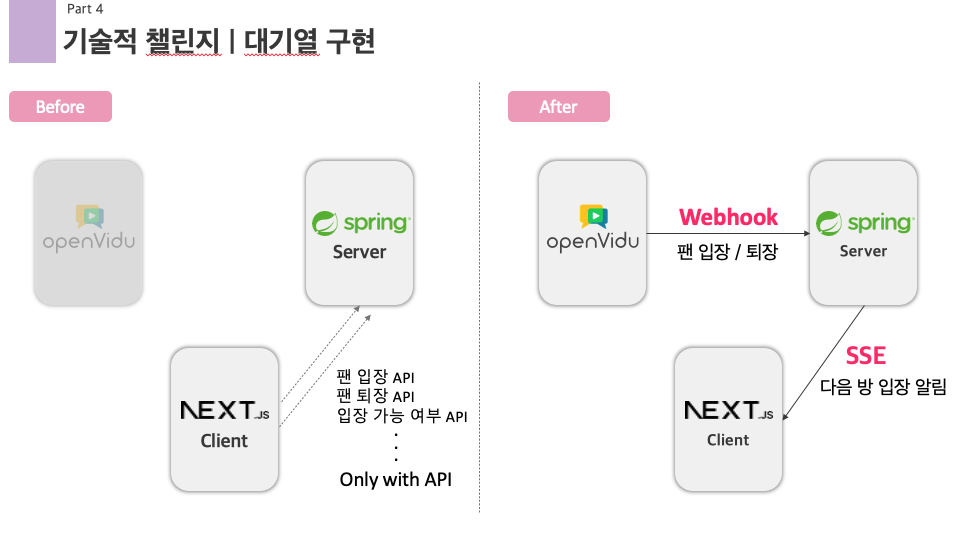 Part 4
기술적 챌린지 | 대기열 구현
Before
openVidu
spring
Server
NEXT.JS
Client
팬 입장 API
팬 퇴장 API
입장 가능 여부 API
.
.
.
Only with API
After
openVidu
Webhook
팬 입장 / 퇴장
spring
Server
SSE
다음 방 입장 알림
NEXT.JS
Client